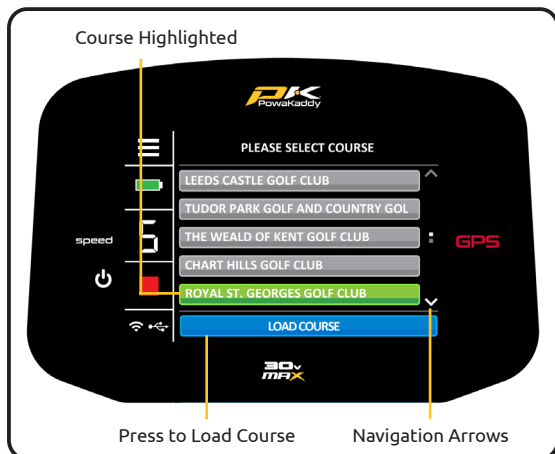 Course Highlighted
PK
PowaKaddy
PLEASE SELECT COURSE
LEEDS CASTLE GOLF CLUB
TUDOR PARK GOLF AND COUNTRY GOL
THE WEALD OF KENT GOLF CLUB
speed
5
GPS
CHART HILLS GOLF CLUB
ROYAL ST. GEORGES GOLF CLUB
LOAD COURSE
30V
MAX
Press to Load Course
Navigation Arrows